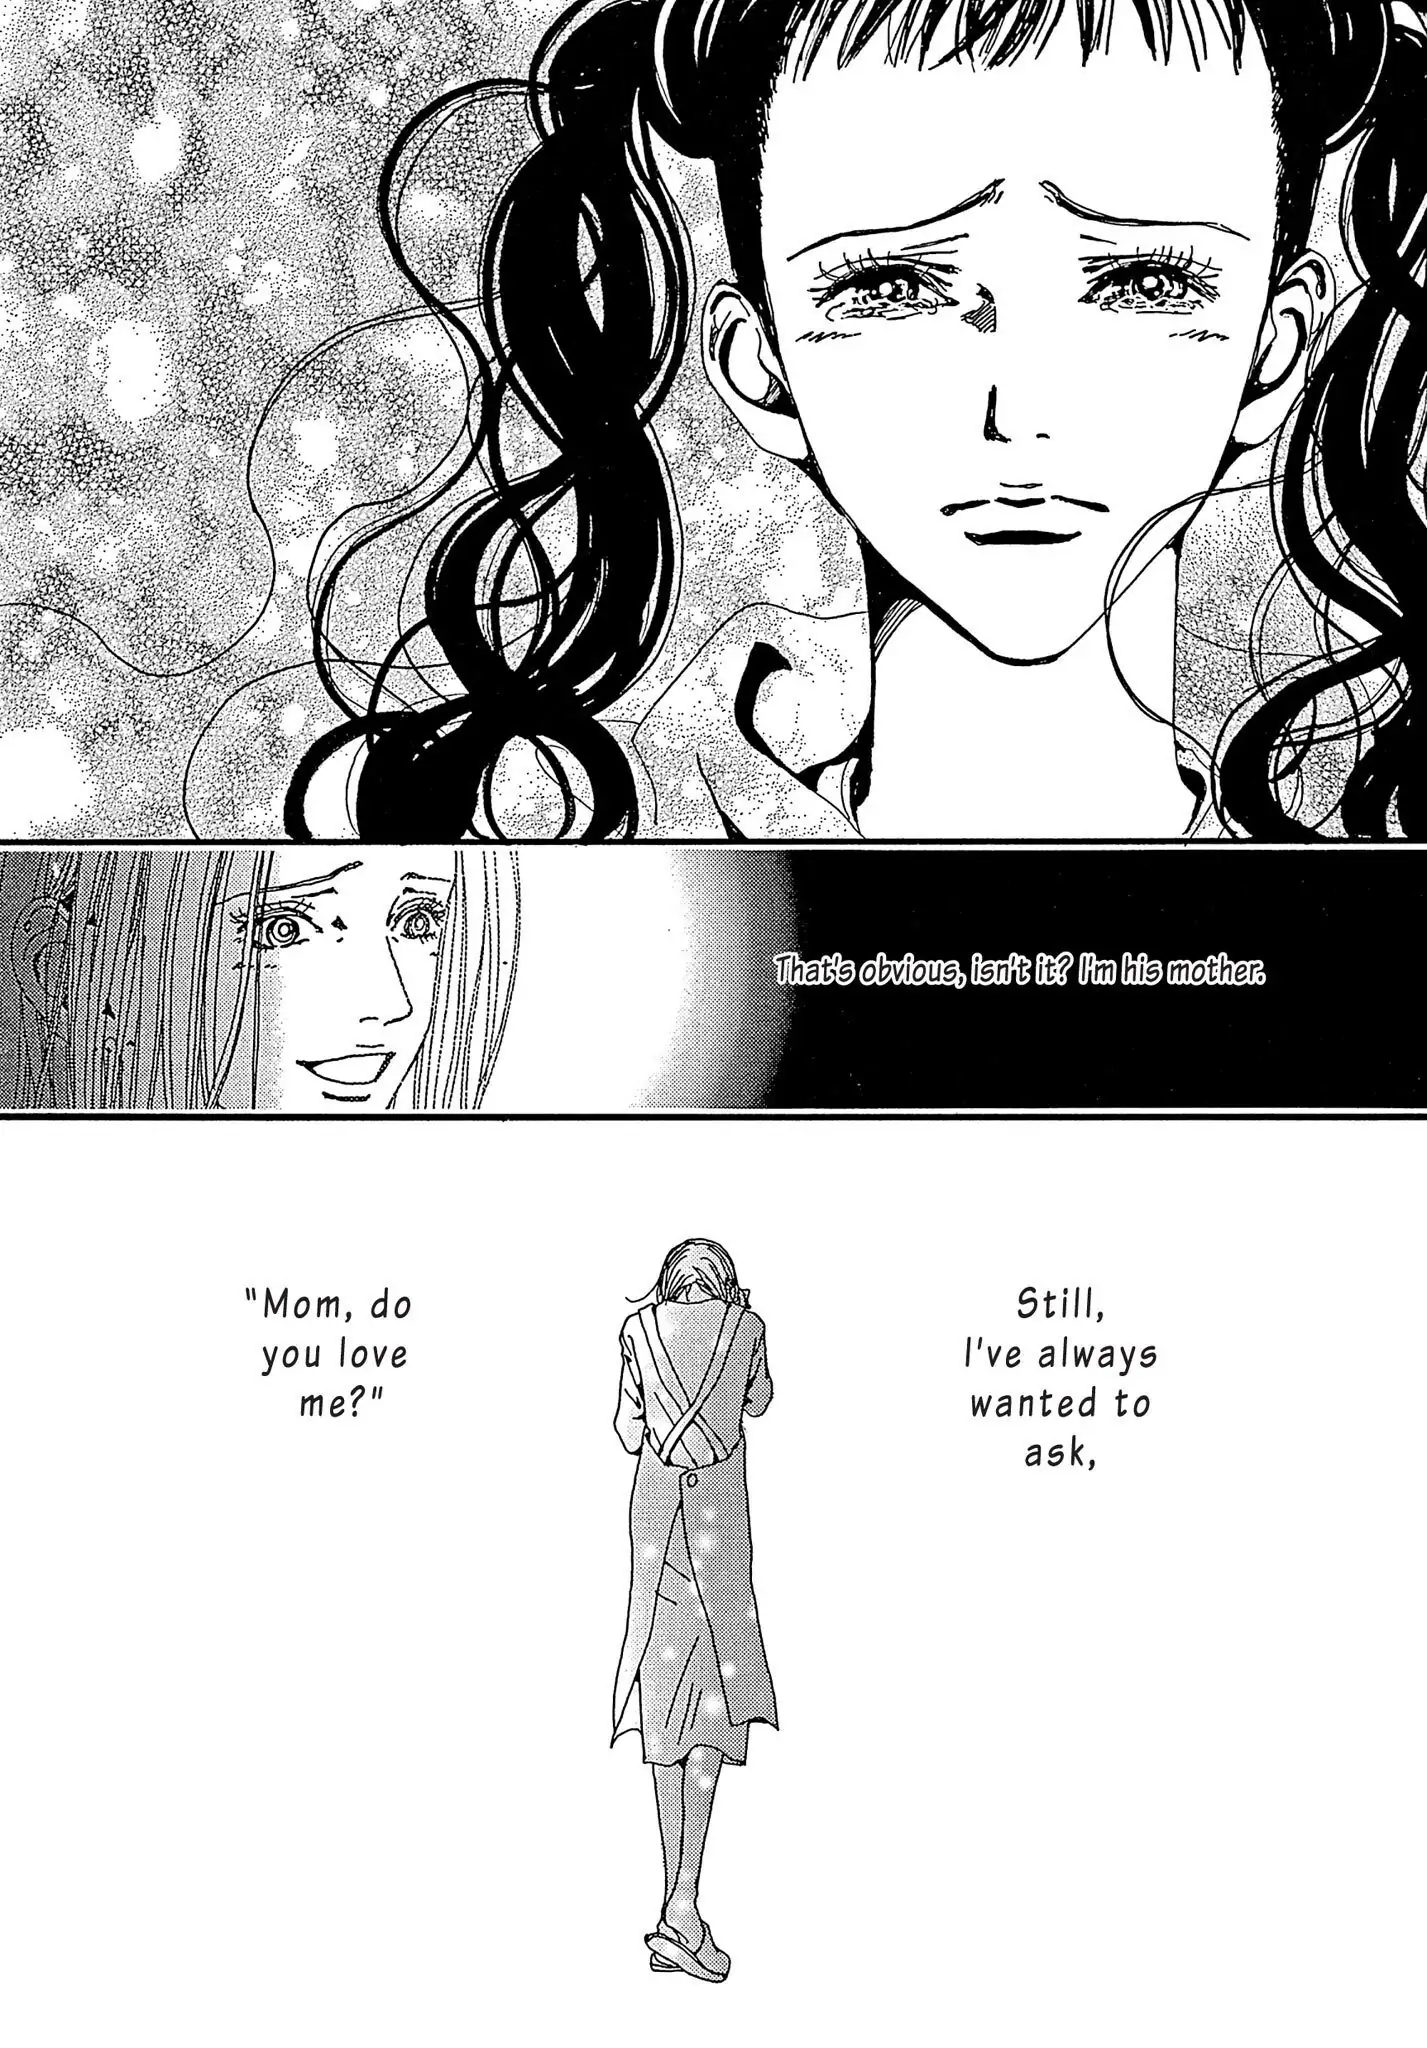 That's obvious, isn't it? I'm his mother.
Still,
I've always
wanted to
ask,
"Mom, do
you love
me?"